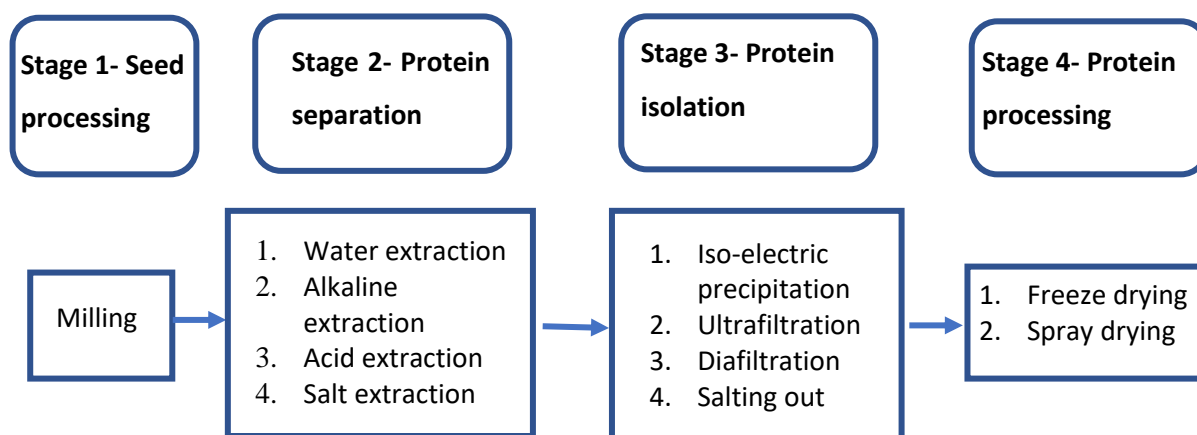 Stage 1- Seed
processing
Stage 2- Protein
separation
Stage 3- Protein
isolation
Stage 4- Protein
processing
Milling
1. Water extraction
2. Alkaline
extraction
3. Acid extraction
4. Salt extraction
1. Iso-electric
precipitation
2. Ultrafiltration
3. Diafiltration
4. Salting out
1. Freeze drying
2. Spray drying